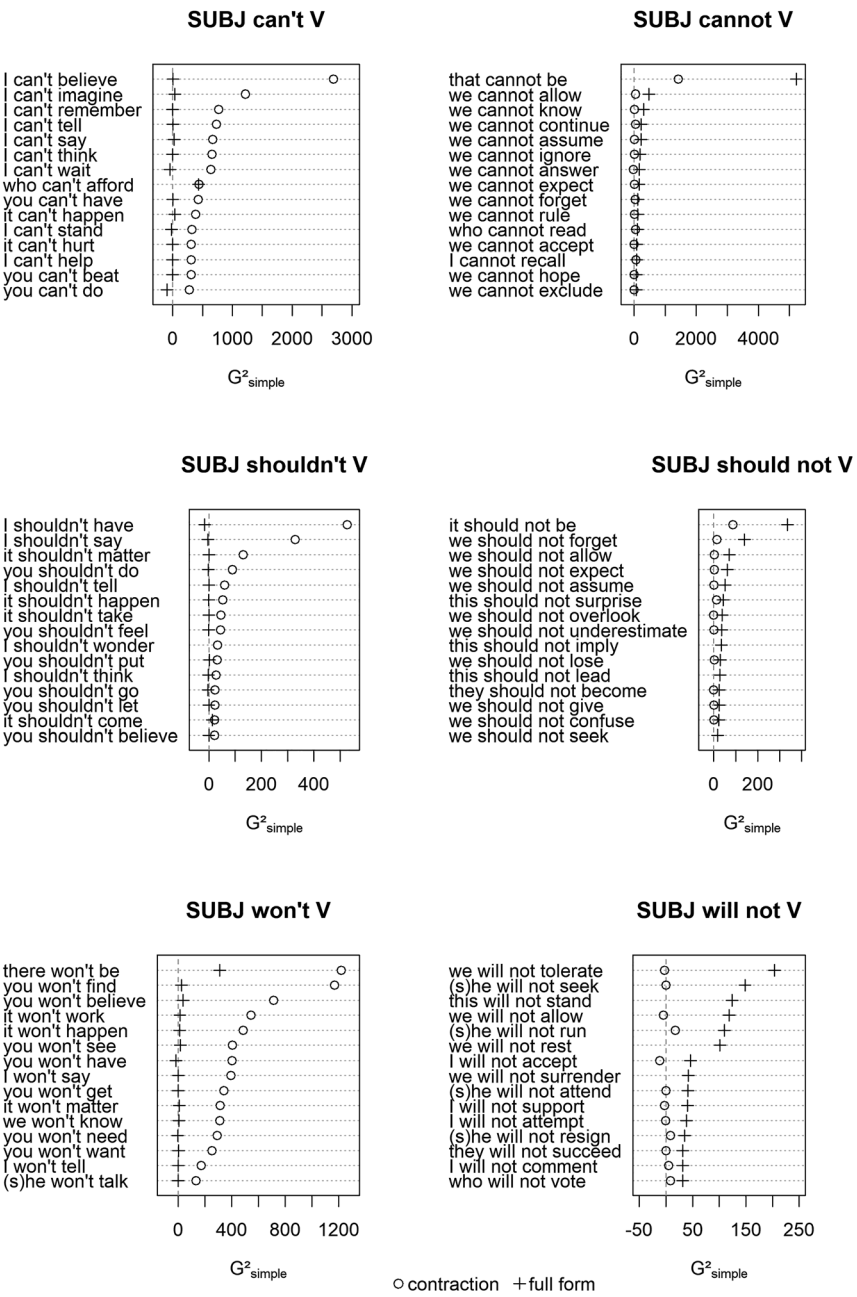 SUBJ can't V
I can't believe
I can't imagine
I can't remember
I can't tell
I can't say
I can't think
I can't wait
who can't afford
you can't have
it can't happen
I can't stand
it can't hurt
I can't help
you can't beat
you can't do
0 1000 2000 3000
G²simple
SUBJ cannot V
that cannot be
we cannot allow
we cannot know
we cannot continue
we cannot assume
we cannot ignore
we cannot answer
we cannot expect
we cannot forget
we cannot rule
who cannot read
we cannot accept
I cannot recall
we cannot hope
we cannot exclude
0 2000 4000
G²simple
SUBJ shouldn't V
I shouldn't have
I shouldn't say
it shouldn't matter
you shouldn't do
I shouldn't tell
it shouldn't happen
it shouldn't take
you shouldn't feel
I shouldn't wonder
you shouldn't put
I shouldn't think
you shouldn't go
you shouldn't let
it shouldn't come
you shouldn't believe
0 200 400
G²simple
SUBJ should not V
it should not be
we should not forget
we should not allow
we should not expect
we should not assume
this should not surprise
we should not overlook
we should not underestimate
this should not imply
we should not lose
this should not lead
they should not become
we should not give
we should not confuse
we should not seek
0 200
G²simple
SUBJ won't V
there won't be
you won't find
you won't believe
it won't work
it won't happen
you won't see
you won't have
I won't say
you won't get
it won't matter
we won't know
you won't need
you won't want
I won't tell
(s)he won't talk
0 400 800 1200
G²simple
SUBJ will not V
we will not tolerate
(s)he will not seek
this will not stand
we will not allow
(s)he will not run
we will not rest
I will not accept
we will not surrender
(s)he will not attend
I will not support
I will not attempt
(s)he will not resign
they will not succeed
I will not comment
who will not vote
-50 50 150 250
G²simple
contraction full form